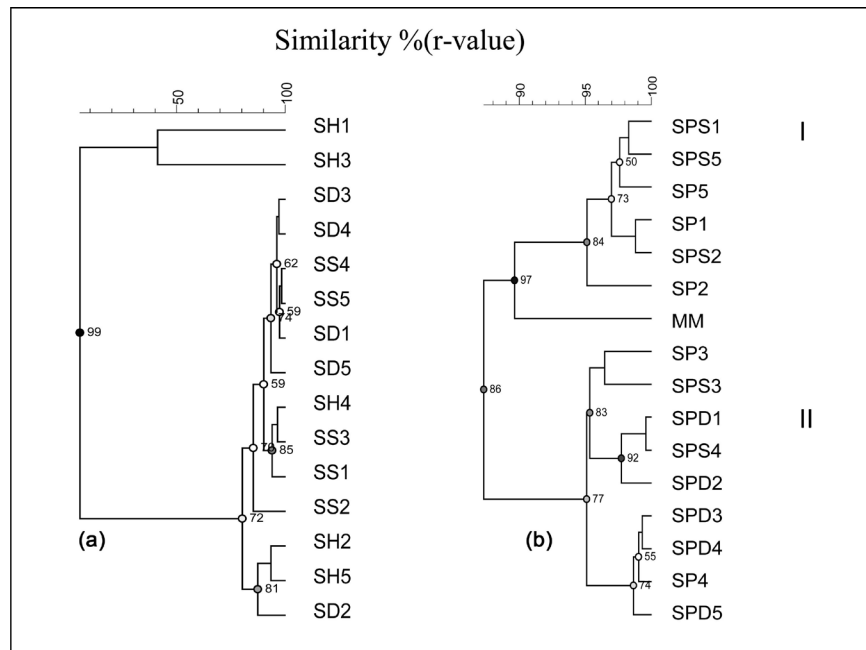 Similarity %(r-value)
50
100
SH1
SH3
SD3
SD4
SS4
SS5
SD1
SD5
SH4
SS3
SS1
SS2
SH2
SH5
SD2
62
59
74
59
85
99
72
81
(a)
90
95
100
SPS1
SPS5
SP5
SP1
SPS2
SP2
MM
SP3
SPS3
SPD1
SPS4
SPD2
SPD3
SPD4
SP4
SPD5
50
73
84
97
86
83
92
77
55
74
I
II
(b)